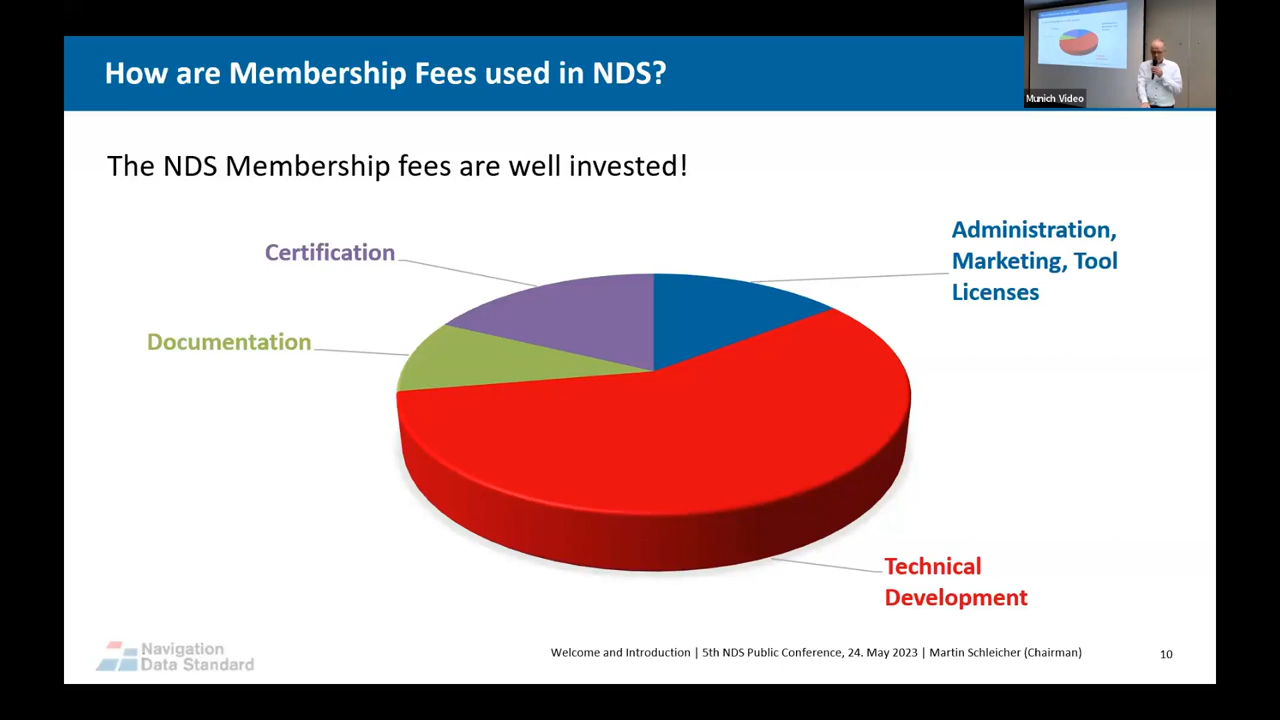 How are Membership Fees used in NDS?
Munich Video
The NDS Membership fees are well invested!
Administration,
Marketing, Tool
Licenses
Certification
Documentation
Technical
Development
Navigation
Data Standard
Welcome and Introduction | 5th NDS Public Conference, 24. May 2023 | Martin Schleicher (Chairman)
10